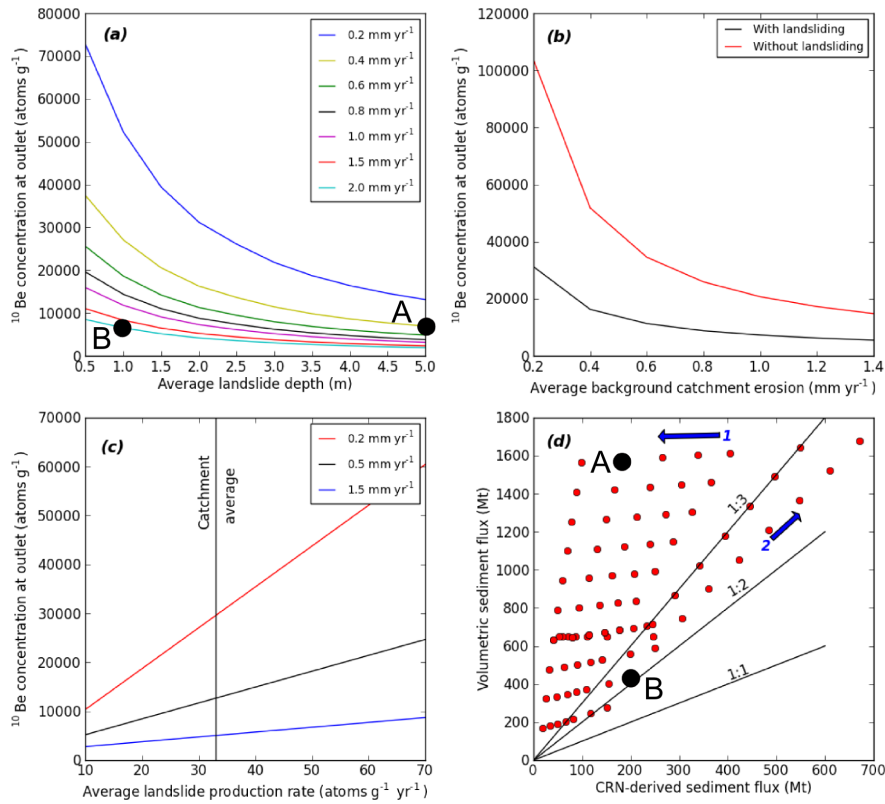 (a)
0.2 mm yr⁻¹
0.4 mm yr⁻¹
0.6 mm yr⁻¹
0.8 mm yr⁻¹
1.0 mm yr⁻¹
1.5 mm yr⁻¹
2.0 mm yr⁻¹
A
B
80000
70000
60000
50000
40000
30000
20000
10000
0
0.5 1.0 1.5 2.0 2.5 3.0 3.5 4.0 4.5 5.0
Average landslide depth (m)
¹⁰Be concentration at outlet (atoms g⁻¹)
(b)
With landsliding
Without landsliding
120000
100000
80000
60000
40000
20000
0
0.2 0.4 0.6 0.8 1.0 1.2 1.4
Average background catchment erosion (mm yr⁻¹)
¹⁰Be concentration at outlet (atoms g⁻¹)
(c)
0.2 mm yr⁻¹
0.5 mm yr⁻¹
1.5 mm yr⁻¹
Catchment
average
70000
60000
50000
40000
30000
20000
10000
0
10 20 30 40 50 60 70
Average landslide production rate (atoms g⁻¹ yr⁻¹)
¹⁰Be concentration at outlet (atoms g⁻¹)
(d)
1
A
2
1:3
1:2
B
1:1
1800
1600
1400
1200
1000
800
600
400
200
0
0 100 200 300 400 500 600 700
CRN-derived sediment flux (Mt)
Volumetric sediment flux (Mt)